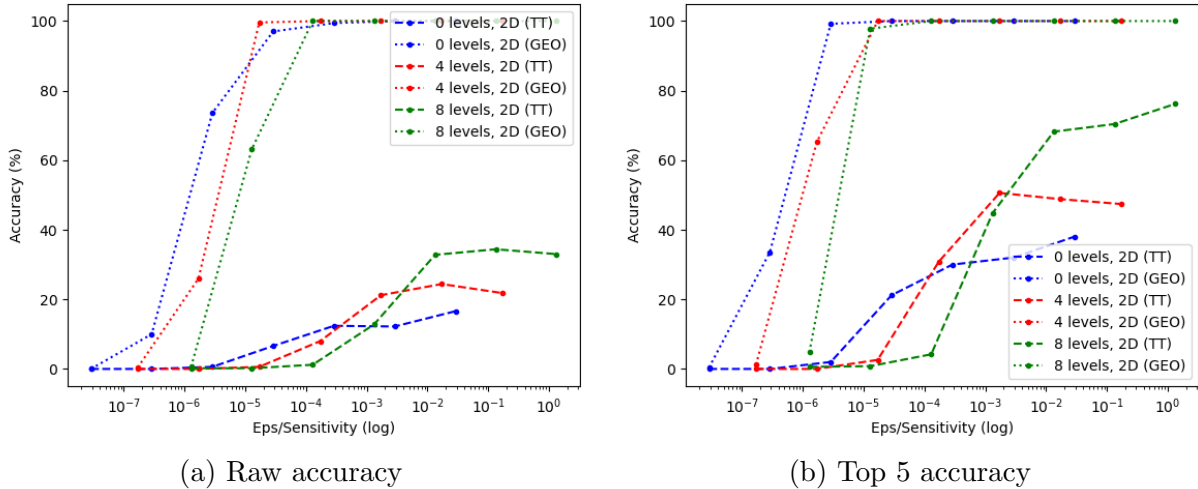 100
80
60
40
20
0
Accuracy (%)
0 levels, 2D (TT)
0 levels, 2D (GEO)
4 levels, 2D (TT)
4 levels, 2D (GEO)
8 levels, 2D (TT)
8 levels, 2D (GEO)
10⁻⁷ 10⁻⁶ 10⁻⁵ 10⁻⁴ 10⁻³ 10⁻² 10⁻¹ 10⁰
Eps/Sensitivity (log)
(a) Raw accuracy
100
80
60
40
20
0
Accuracy (%)
0 levels, 2D (TT)
0 levels, 2D (GEO)
4 levels, 2D (TT)
4 levels, 2D (GEO)
8 levels, 2D (TT)
8 levels, 2D (GEO)
10⁻⁷ 10⁻⁶ 10⁻⁵ 10⁻⁴ 10⁻³ 10⁻² 10⁻¹ 10⁰
Eps/Sensitivity (log)
(b) Top 5 accuracy